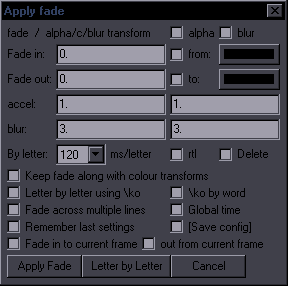 Apply fade
fade / alpha/c/blur transform alpha blur
Fade in: 0. from:
Fade out: 0. to:
accel: 1. 1.
blur: 3. 3.
By letter: 120 ms/letter rtl Delete
Keep fade along with colour transforms
Letter by letter using \ko \ko by word
Fade across multiple lines Global time
Remember last settings [Save config]
Fade in to current frame out from current frame
Apply Fade Letter by Letter Cancel